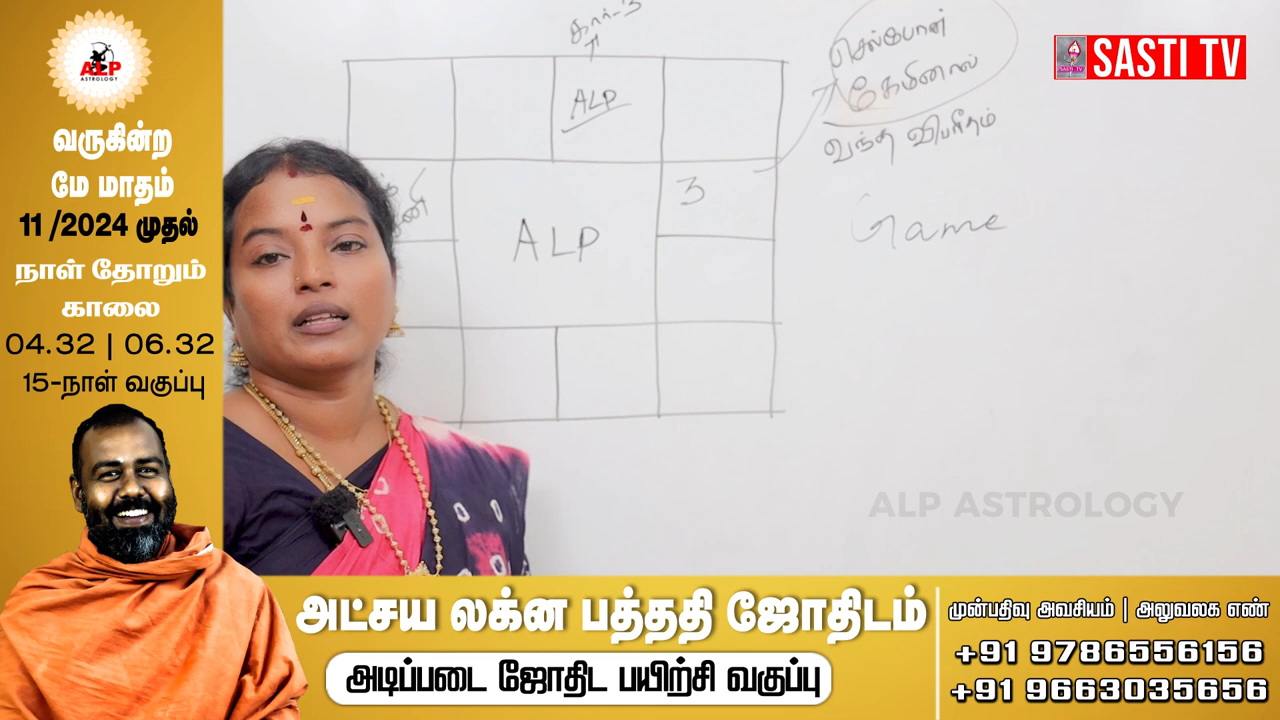 ALP
ASTROLOGY
வருகின்ற
மே மாதம்
11 /2024 முதல்
நாள் தோறும்
காலை
04.32 | 06.32
15-நாள் வகுப்பு
கார்-3
ALP
3
ALP
செல்போன்
கேமினால்
வந்த விபரீதம்
Game
SASTI TV
ALP ASTROLOGY
அட்சய லக்ன பத்ததி ஜோதிடம்
அடிப்படை ஜோதிட பயிற்சி வகுப்பு
முன்பதிவு அவசியம் | அலுவலக எண்
+91 9786556156
+91 9663035656